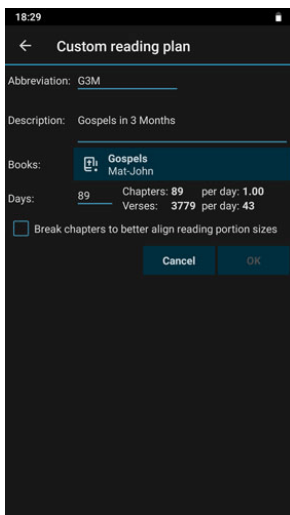 18:29
Custom reading plan
Abbreviation: G3M
Description: Gospels in 3 Months
Books: Gospels
Mat-John
Days: 89 Chapters: 89 per day: 1.00
Verses: 3779 per day: 43
Break chapters to better align reading portion sizes
Cancel OK